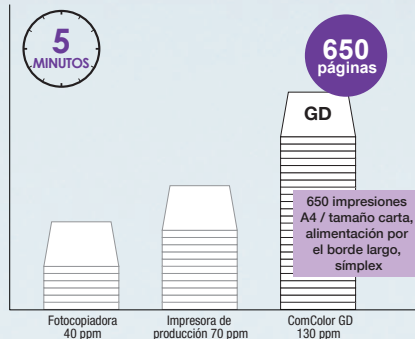 5
MINUTOS
650
páginas
GD
650 impresiones
A4 / tamaño carta,
alimentación por
el borde largo,
símplex
Fotocopiadora
40 ppm
Impresora de
producción 70 ppm
ComColor GD
130 ppm